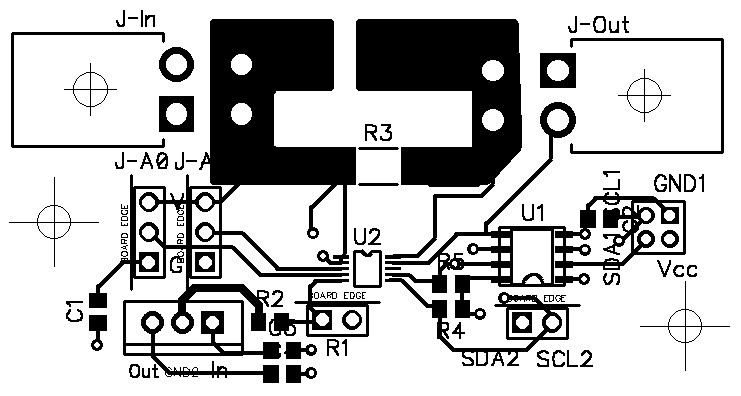 J-In
J-Out
R3
J-A0 J-A
V
SCL1
GND1
BOARD EDGE
BOARD EDGE
G
U2
U1
SDA1
Vcc
R5
BOARD EDGE
BOARD EDGE
C1
R2
R1
R4
Out GND2 In
SDA2 SCL2